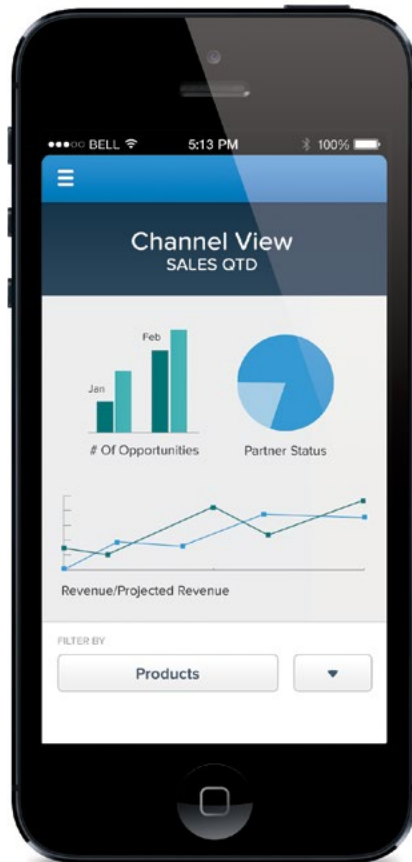 BELL 5:13 PM 100%
Channel View
SALES QTD
Feb
Jan
# Of Opportunities Partner Status
Revenue/Projected Revenue
FILTER BY
Products